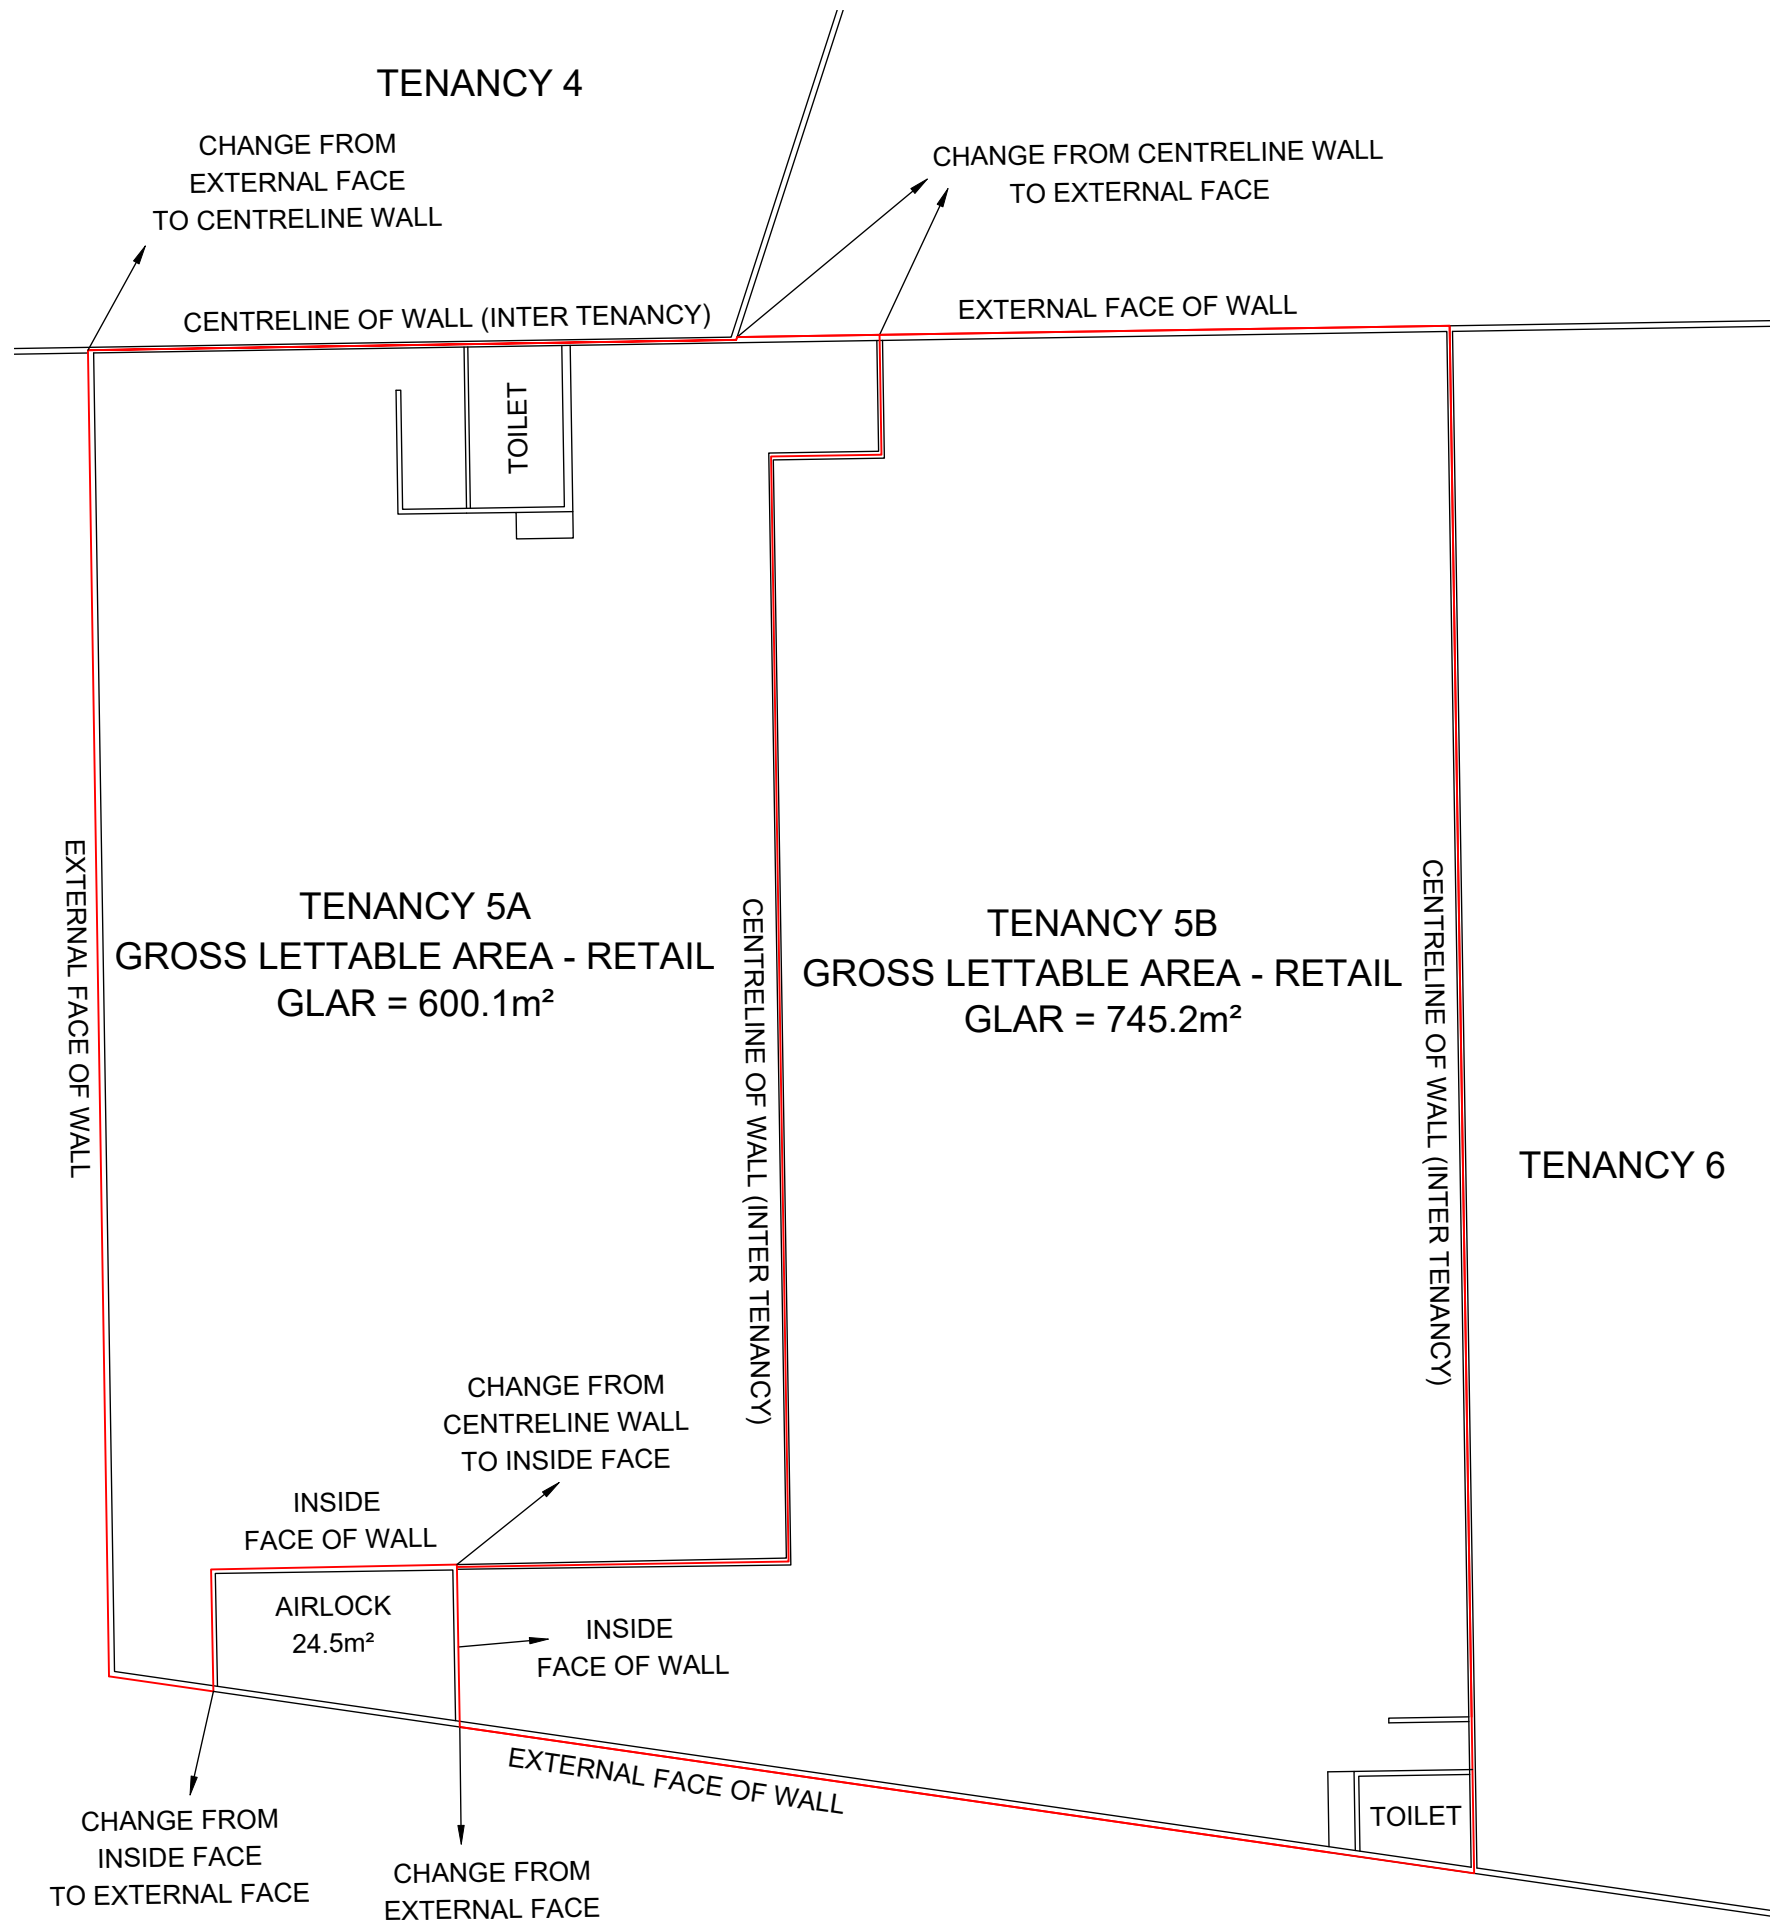 TENANCY 4
CHANGE FROM
EXTERNAL FACE
TO CENTRELINE WALL
CHANGE FROM CENTRELINE WALL
TO EXTERNAL FACE
CENTRELINE OF WALL (INTER TENANCY)
EXTERNAL FACE OF WALL
TOILET
EXTERNAL FACE OF WALL
TENANCY 5A
GROSS LETTABLE AREA - RETAIL
GLAR = 600.1m²
CENTRELINE OF WALL (INTER TENANCY)
TENANCY 5B
GROSS LETTABLE AREA - RETAIL
GLAR = 745.2m²
CENTRELINE OF WALL (INTER TENANCY)
TENANCY 6
CHANGE FROM
CENTRELINE WALL
TO INSIDE FACE
INSIDE
FACE OF WALL
AIRLOCK
24.5m²
INSIDE
FACE OF WALL
EXTERNAL FACE OF WALL
TOILET
CHANGE FROM
INSIDE FACE
TO EXTERNAL FACE
CHANGE FROM
EXTERNAL FACE